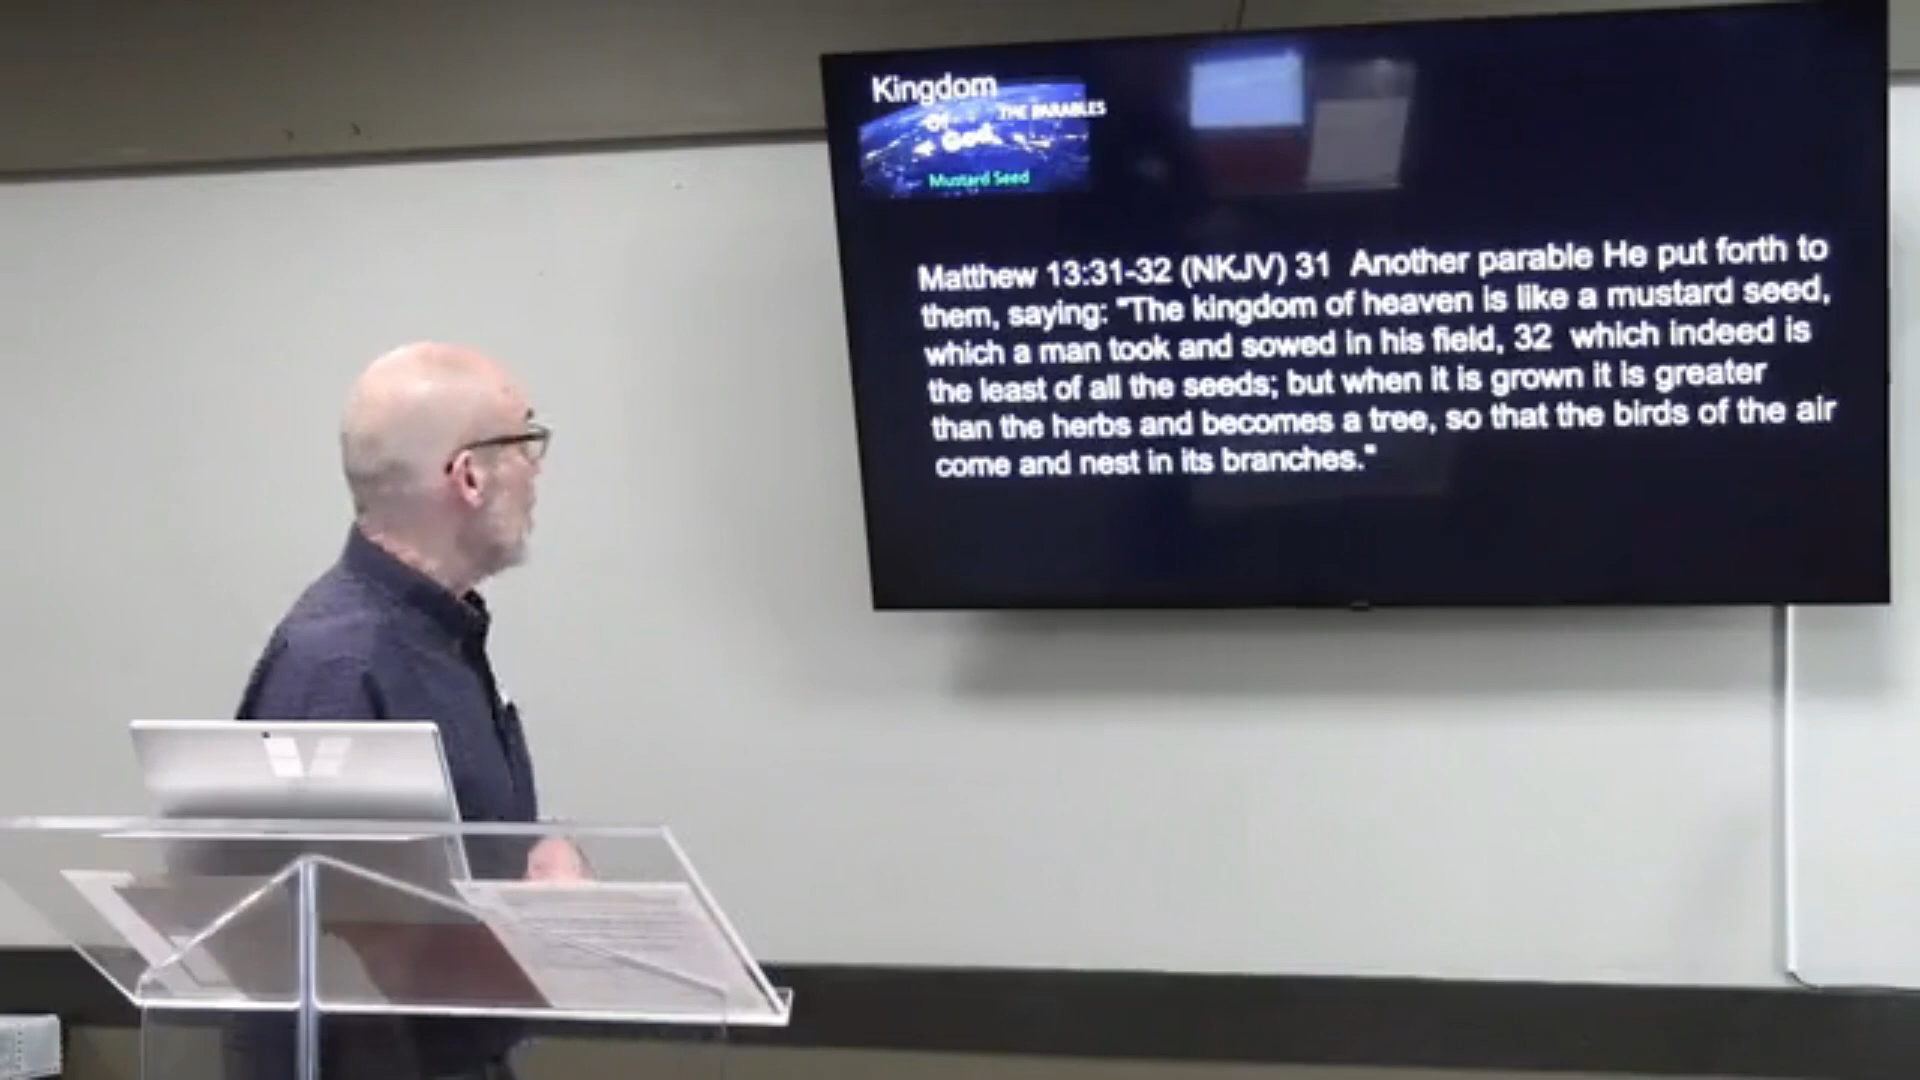 Kingdom
Of THE PARABLES
God
Mustard Seed
Matthew 13:31-32 (NKJV) 31 Another parable He put forth to
them, saying: "The kingdom of heaven is like a mustard seed,
which a man took and sowed in his field, 32 which indeed is
the least of all the seeds; but when it is grown it is greater
than the herbs and becomes a tree, so that the birds of the air
come and nest in its branches."